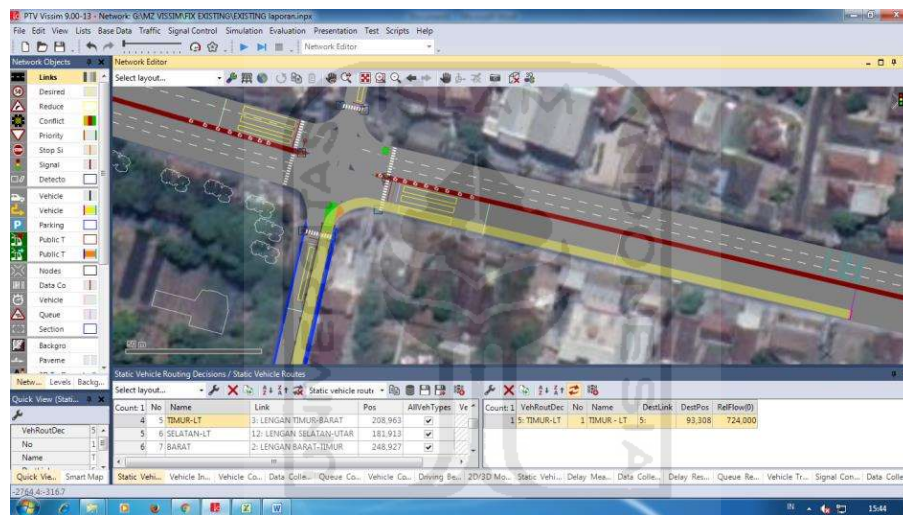 PTV Vissim 9.00-13 - Network: G:\MZ VISSIM\FIX EXISTING\EXISTING laporan.inpx
File Edit View Lists Base Data Traffic Signal Control Simulation Evaluation Presentation Test Scripts Help
Network Editor
Network Objects
Network Editor
Links
Select layout...
Desired
Reduce
Conflict
Priority
Stop Si
Signal
Detecto
Vehicle
Vehicle
Parking
Public T
Public T
Nodes
Data Co
Vehicle
Queue
Section
Backgro
Paveme
Netw... Levels Backg...
Quick View (Stati...
VehRoutDec 5
No 1
Name T
Quick Vie... Smart Map
Static Vehicle Routing Decisions / Static Vehicle Routes
Select layout... Static vehicle route
Count: 1 No Name Link Pos AllVehTypes Ve
4 5 TIMUR-LT 3: LENGAN TIMUR-BARAT 208,963
5 6 SELATAN-LT 12: LENGAN SELATAN-UTAR 181,913
6 7 BARAT 2: LENGAN BARAT-TIMUR 248,927
Count: 1 VehRoutDec No Name DestLink DestPos RelFlow(0)
1 5: TIMUR-LT 1 TIMUR - LT 5: 93,308 724,000
Static Vehi... Vehicle In... Vehicle Co... Data Colle... Queue Co... Vehicle Co... Driving Be... 2D/3D Mo... Static Vehi... Delay Mea... Data Colle... Delay Res... Queue Re... Vehicle Tr... Signal Con... Data Colle
-2764.4:-316.7
IN 15:44